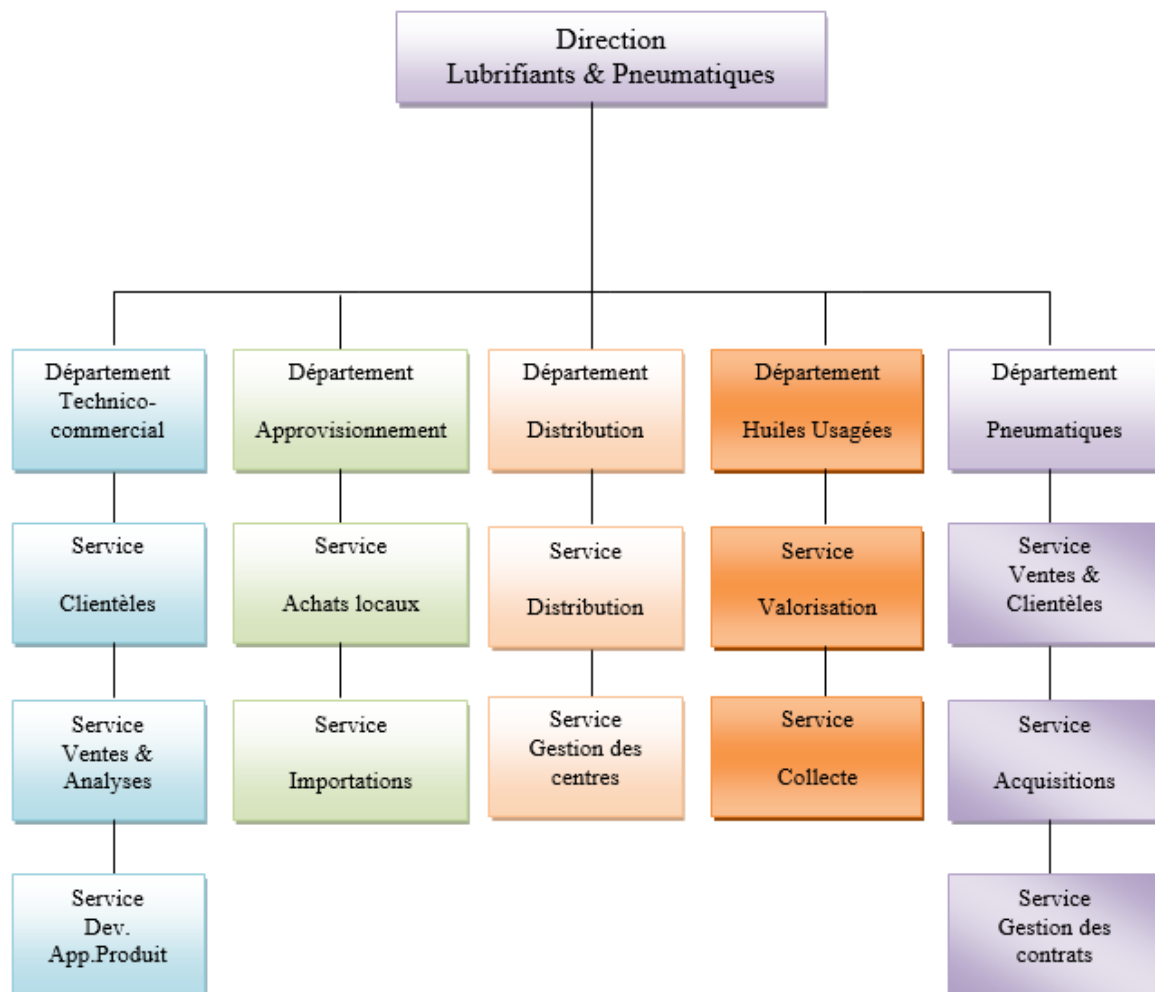 Direction
Lubrifiants & Pneumatiques
Département
Technico-
commercial
Département
Approvisionnement
Département
Distribution
Département
Huiles Usagées
Département
Pneumatiques
Service
Clientèles
Service
Achats locaux
Service
Distribution
Service
Valorisation
Service
Ventes &
Clientèles
Service
Ventes &
Analyses
Service
Importations
Service
Gestion des
centres
Service
Collecte
Service
Acquisitions
Service
Dev.
App.Produit
Service
Gestion des
contrats